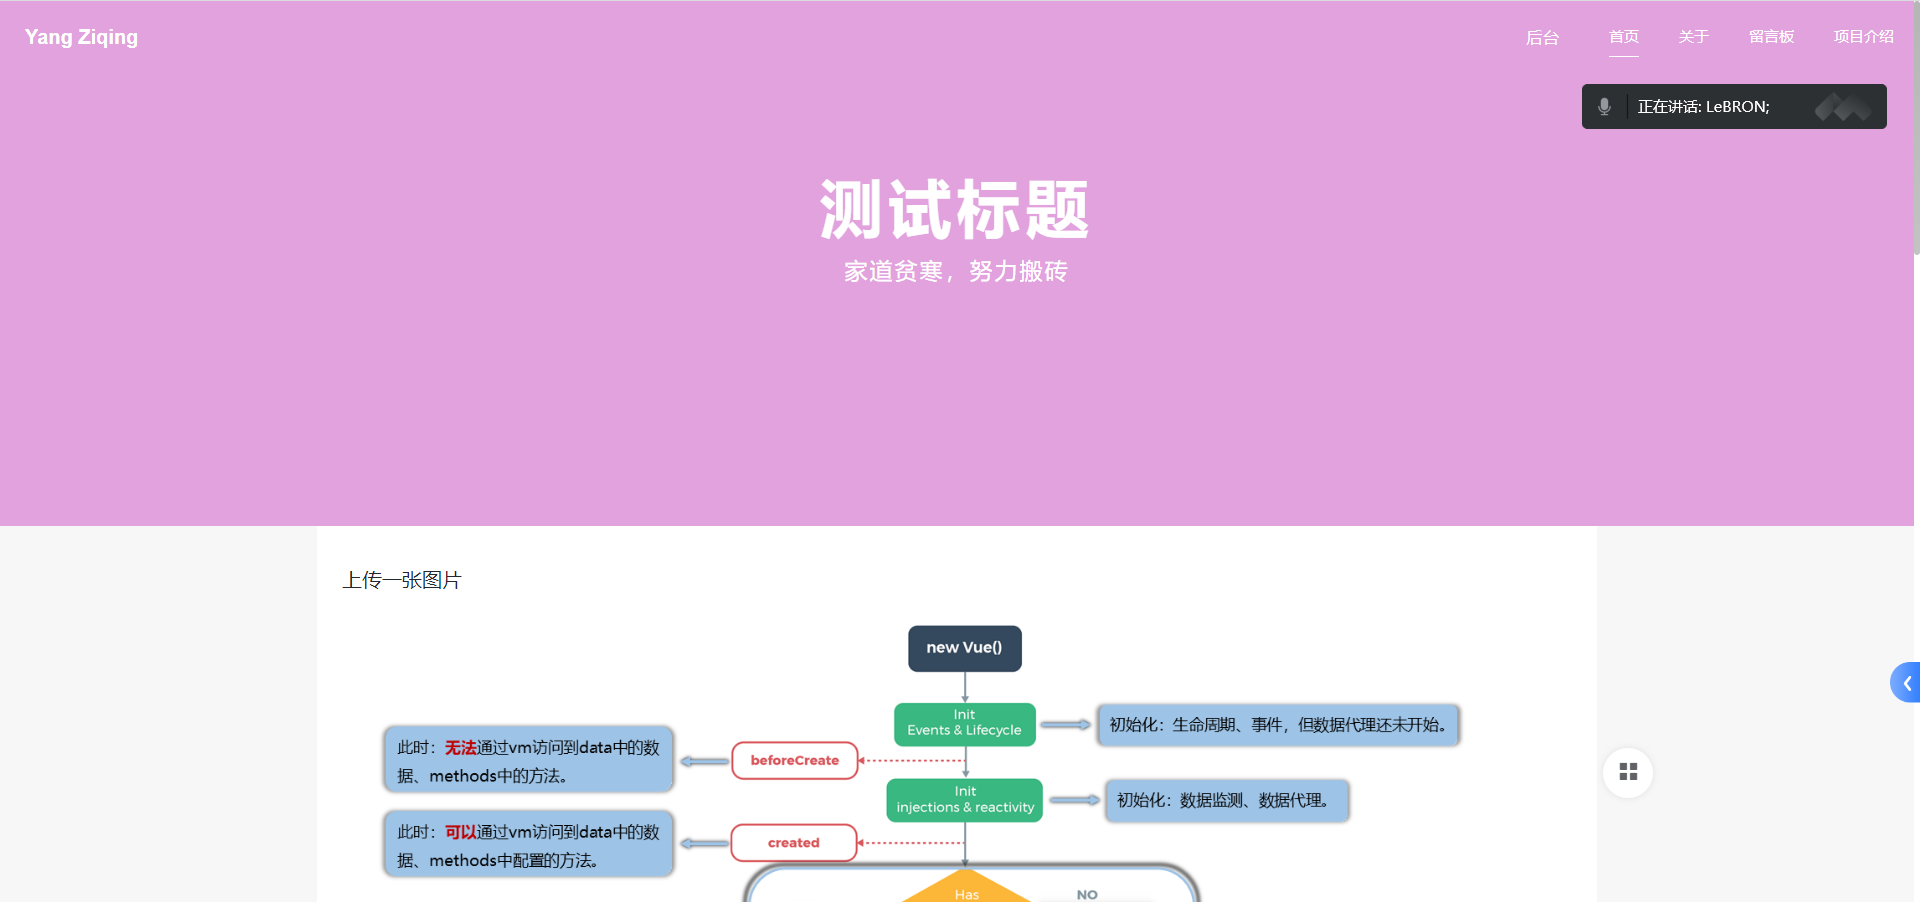 Yang Ziqing
后台
首页
关于
留言板
项目介绍
正在讲话: LeBRON;
测试标题
家道贫寒，努力搬砖
上传一张图片
new Vue()
Init
Events & Lifecycle
初始化：生命周期、事件，但数据代理还未开始。
此时：无法通过vm访问到data中的数
据、methods中的方法。
beforeCreate
Init
injections & reactivity
初始化：数据监测、数据代理。
此时：可以通过vm访问到data中的数
据、methods中配置的方法。
created
Has
NO